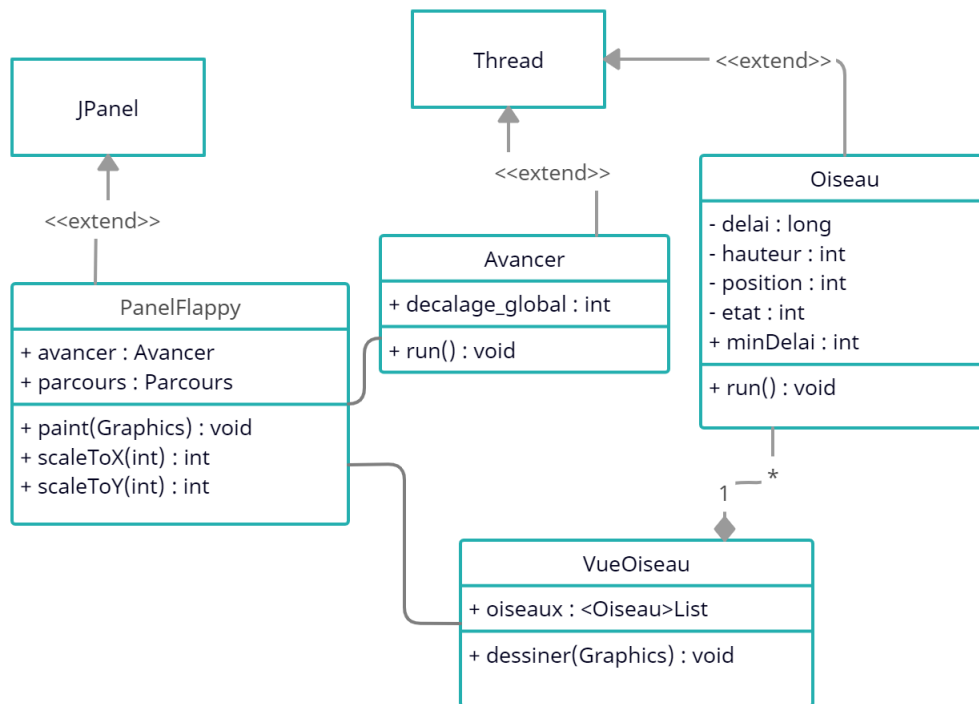 Thread
<<extend>>
JPanel
<<extend>>
Oiseau
- delai : long
- hauteur : int
- position : int
- etat : int
+ minDelai : int
+ run() : void
<<extend>>
Avancer
+ decalage_global : int
+ run() : void
PanelFlappy
+ avancer : Avancer
+ parcours : Parcours
+ paint(Graphics) : void
+ scaleToX(int) : int
+ scaleToY(int) : int
*
1
VueOiseau
+ oiseaux : <Oiseau>List
+ dessiner(Graphics) : void